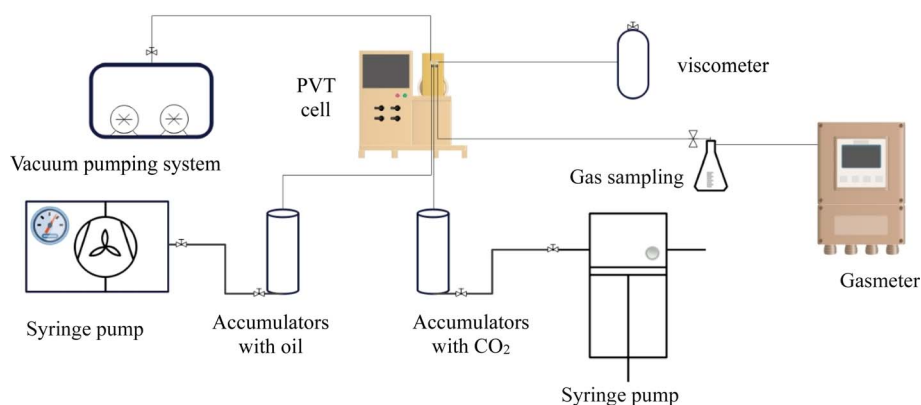 PVT
cell
viscometer
Vacuum pumping system
Gas sampling
Gasmeter
Syringe pump
Accumulators
with oil
Accumulators
with CO₂
Syringe pump